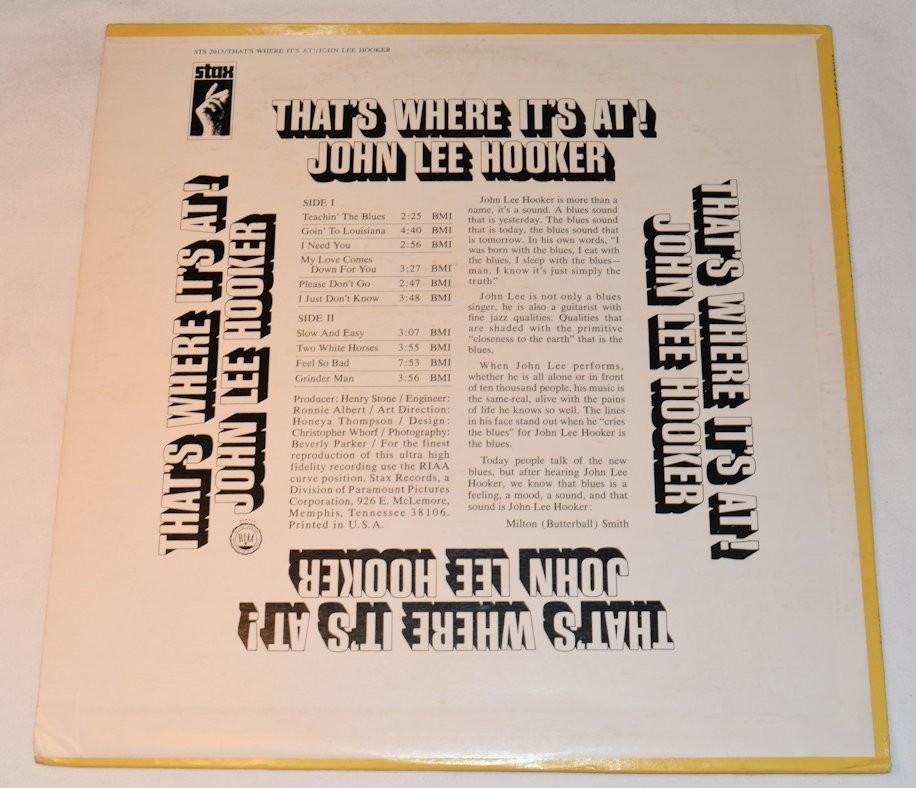 STS 2013/THAT'S WHERE IT'S AT!/JOHN LEE HOOKER
stax
THAT'S WHERE IT'S AT!
JOHN LEE HOOKER
THAT'S WHERE IT'S AT!
JOHN LEE HOOKER
SIDE I
Teachin' The Blues 2:25 BMI
Goin' To Louisiana 4:40 BMI
I Need You 2:56 BMI
My Love Comes
Down For You 3:27 BMI
Please Don't Go 2:47 BMI
I Just Don't Know 3:48 BMI
SIDE II
Slow And Easy 3:07 BMI
Two White Horses 3:55 BMI
Feel So Bad 7:53 BMI
Grinder Man 3:56 BMI
Producer: Henry Stone / Engineer:
Ronnie Albert / Art Direction:
Honeya Thompson / Design:
Christopher Whorf / Photography:
Beverly Parker / For the finest
reproduction of this ultra high
fidelity recording use the RIAA
curve position. Stax Records, a
Division of Paramount Pictures
Corporation, 926 E. McLemore,
Memphis, Tennessee 38106.
Printed in U.S.A.
John Lee Hooker is more than a
name, it's a sound. A blues sound
that is yesterday. The blues sound
that is today, the blues sound that
is tomorrow. In his own words, "I
was born with the blues, I eat with
the blues, I sleep with the blues—
man, I know it's just simply the
truth."
John Lee is not only a blues
singer, he is also a guitarist with
fine jazz qualities. Qualities that
are shaded with the primitive
"closeness to the earth" that is the
blues.
When John Lee performs,
whether he is all alone or in front
of ten thousand people, his music is
the same-real, alive with the pains
of life he knows so well. The lines
in his face stand out when he "cries
the blues" for John Lee Hooker is
the blues.
Today people talk of the new
blues, but after hearing John Lee
Hooker, we know that blues is a
feeling, a mood, a sound, and that
sound is John Lee Hooker:
Milton (Butterball) Smith
THAT'S WHERE IT'S AT!
JOHN LEE HOOKER
THAT'S WHERE IT'S AT!
JOHN LEE HOOKER